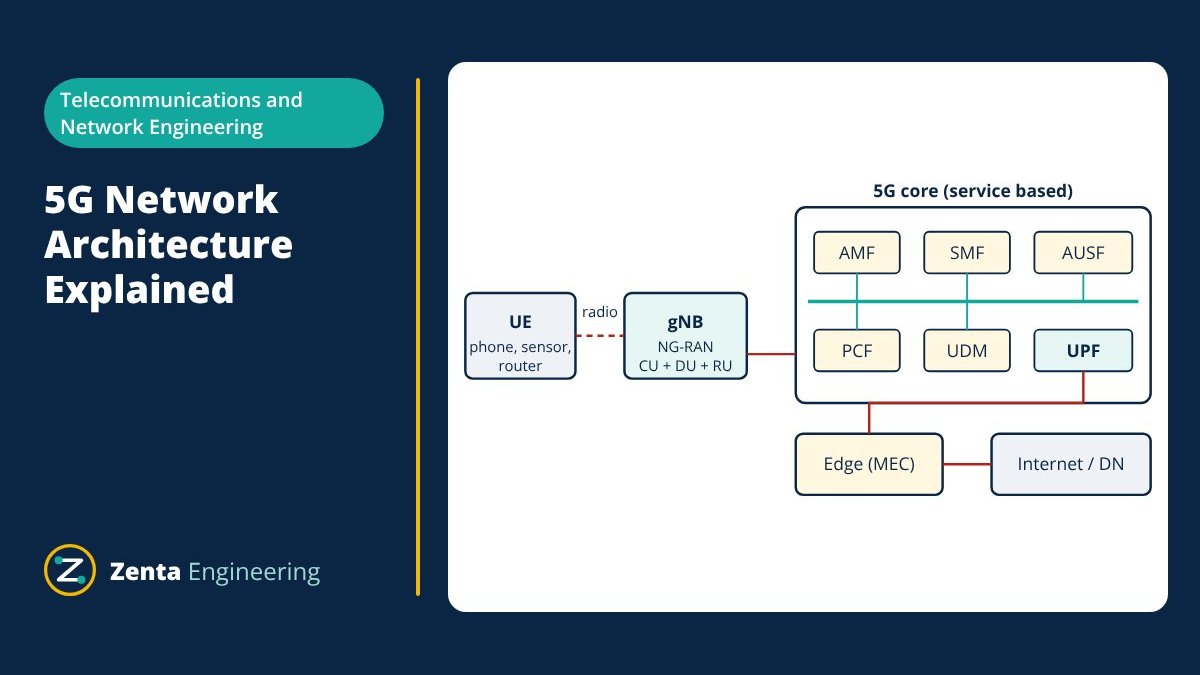 Telecommunications and
Network Engineering
5G Network
Architecture
Explained
Zenta Engineering
5G core (service based)
AMF
SMF
AUSF
PCF
UDM
UPF
UE
phone, sensor,
router
radio
gNB
NG-RAN
CU + DU + RU
Edge (MEC)
Internet / DN